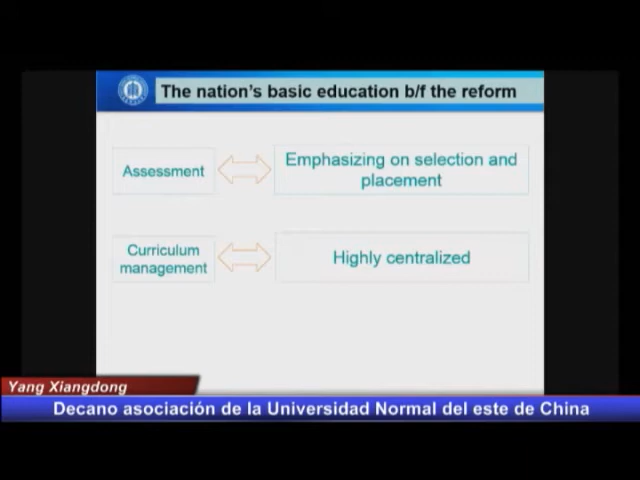 The nation's basic education b/f the reform
Assessment
Emphasizing on selection and
placement
Curriculum
management
Highly centralized
Yang Xiangdong
Decano asociación de la Universidad Normal del este de China